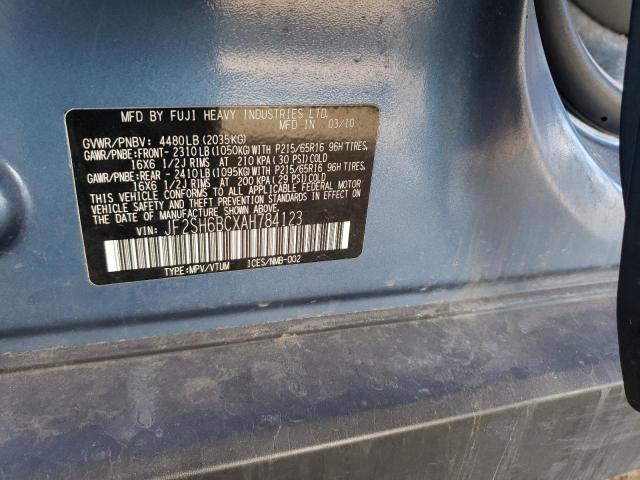 MFD BY FUJI HEAVY INDUSTRIES LTD.
MFD IN 03/10
GVWR/PNBV: 4480LB (2035KG)
GAWR/PNBE:FRONT- 2310LB(1050KG)WITH P215/65R16 96H TIRES,
16X6 1/2J RIMS AT 210 KPA(30 PSI)COLD
GAWR/PNBE:REAR - 2410LB(1095KG)WITH P215/65R16 96H TIRES,
16X6 1/2J RIMS AT 200 KPA(29 PSI)COLD
THIS VEHICLE CONFORMS TO ALL APPLICABLE FEDERAL MOTOR
VEHICLE SAFETY AND THEFT PREVENTION STANDARDS IN EFFECT ON
THE DATE OF MANUFACTURE SHOWN ABOVE.
VIN: JF2SH6BCXAH784123
TYPE:MPV/VTUM ICES/NMB-002